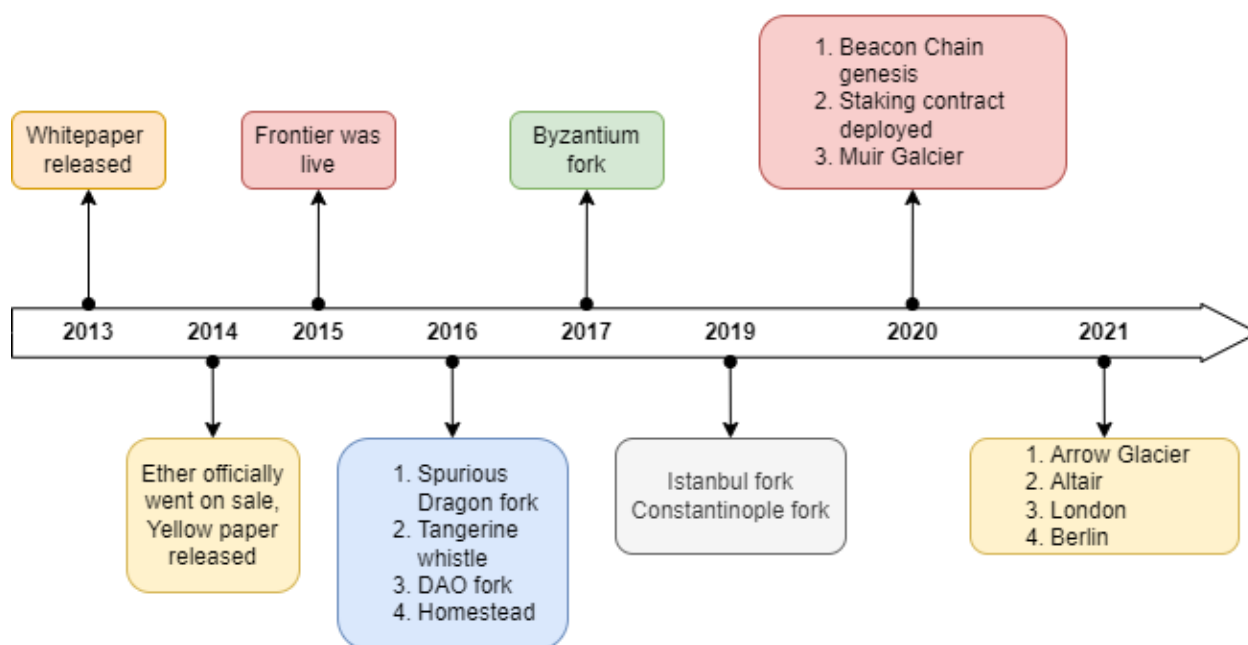 1. Beacon Chain
genesis
2. Staking contract
deployed
3. Muir Galcier
Whitepaper
released
Frontier was
live
Byzantium
fork
2013
2014
2015
2016
2017
2019
2020
2021
Ether officially
went on sale,
Yellow paper
released
1. Spurious
Dragon fork
2. Tangerine
whistle
3. DAO fork
4. Homestead
Istanbul fork
Constantinople fork
1. Arrow Glacier
2. Altair
3. London
4. Berlin